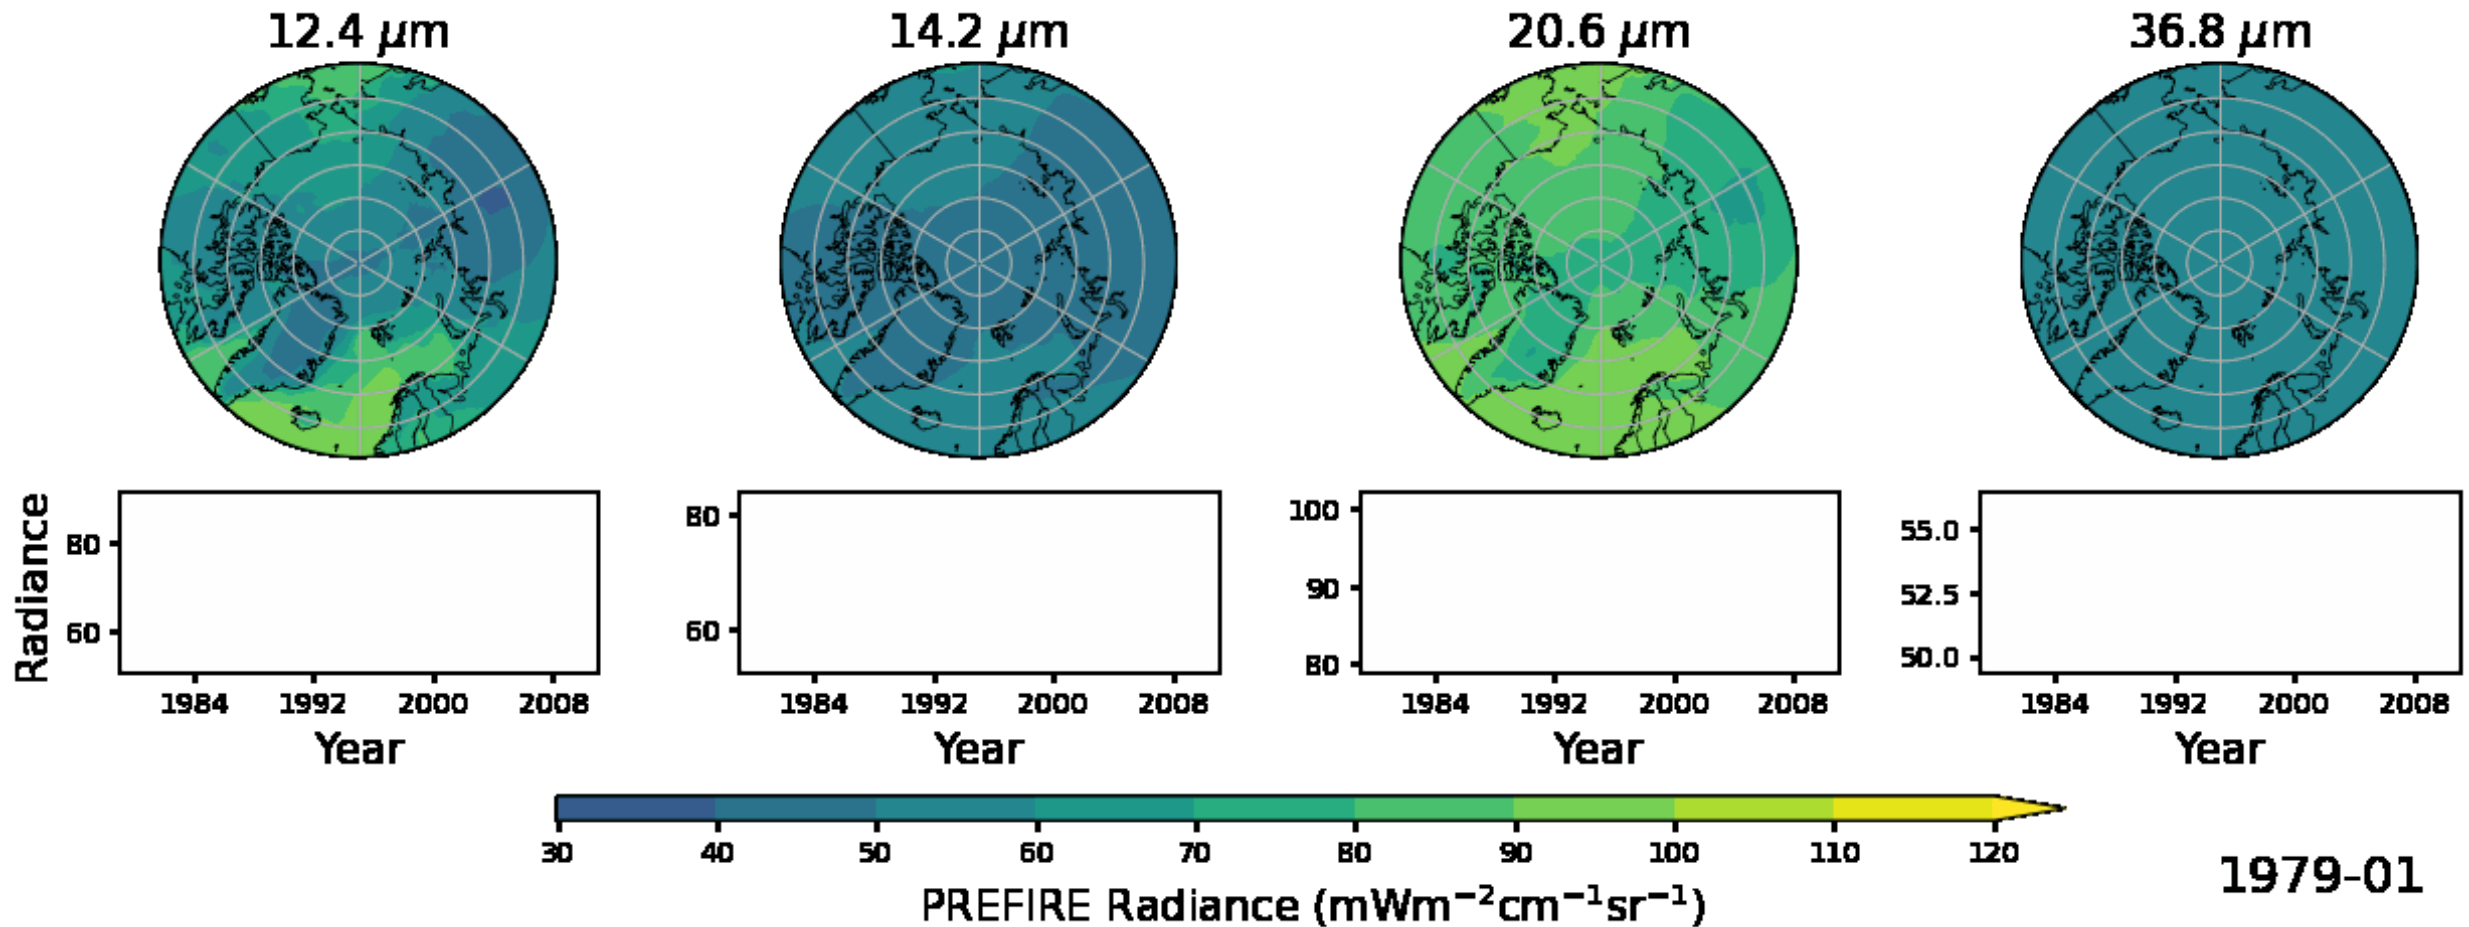 12.4 μm 14.2 μm 20.6 μm 36.8 μm
Radiance
80
60
1984 1992 2000 2008
Year
80
60
1984 1992 2000 2008
Year
100
90
80
1984 1992 2000 2008
Year
55.0
52.5
50.0
1984 1992 2000 2008
Year
30 40 50 60 70 80 90 100 110 120
PREFIRE Radiance (mWm⁻²cm⁻¹sr⁻¹)
1979-01